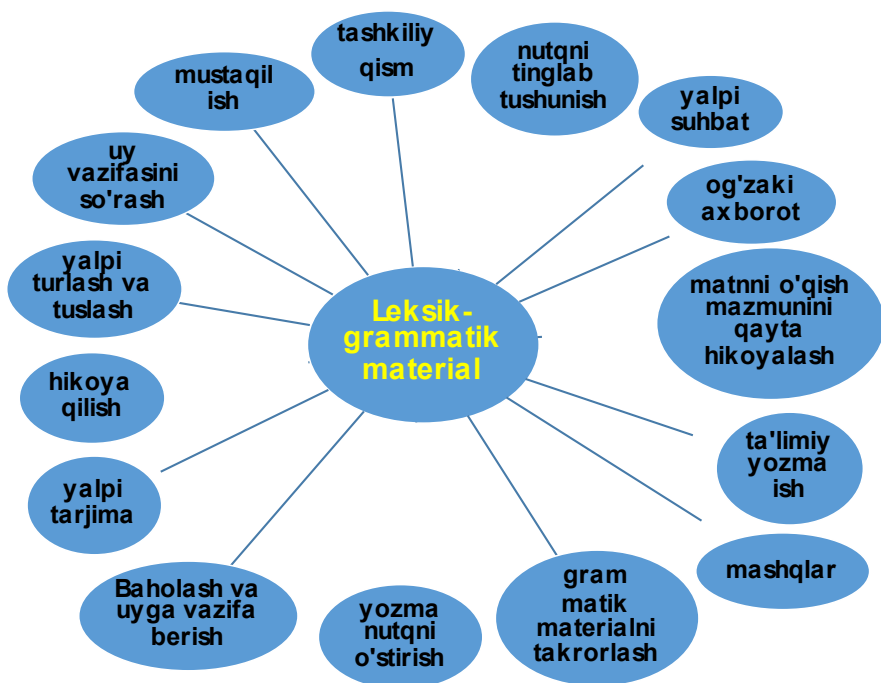 tashkiliy
qism
nutqni
tinglab
tushunish
yalpi
suhbat
og'zaki
axborot
matnni o'qish
mazmunini
qayta
hikoyalash
ta'limiy
yozma
ish
mashqlar
gram
matik
materialni
takrorlash
yozma
nutqni
o'stirish
Baholash va
uyga vazifa
berish
yalpi
tarjima
hikoya
qilish
yalpi
turlash va
tuslash
uy
vazifasini
so'rash
mustaqil
ish
Leksik-
grammatik
material